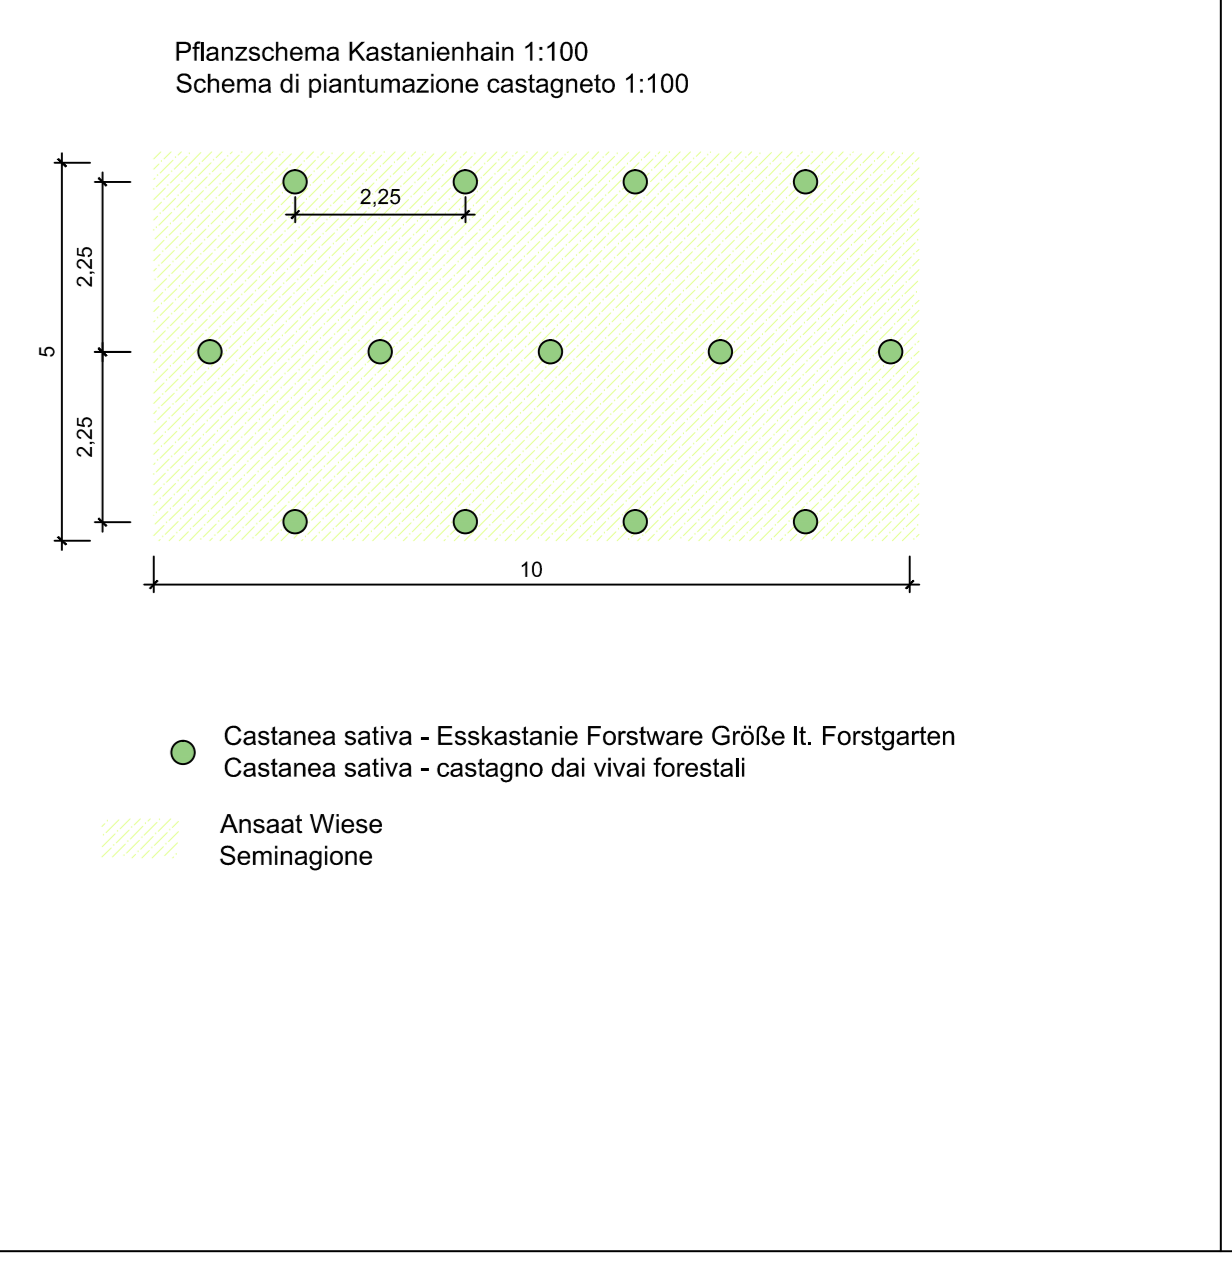 Pflanzschema Kastanienhain 1:100
Schema di piantumazione castagneto 1:100
2,25
2,25
5
2,25
10
Castanea sativa - Esskastanie Forstware Größe lt. Forstgarten
Castanea sativa - castagno dai vivai forestali
Ansaat Wiese
Seminagione